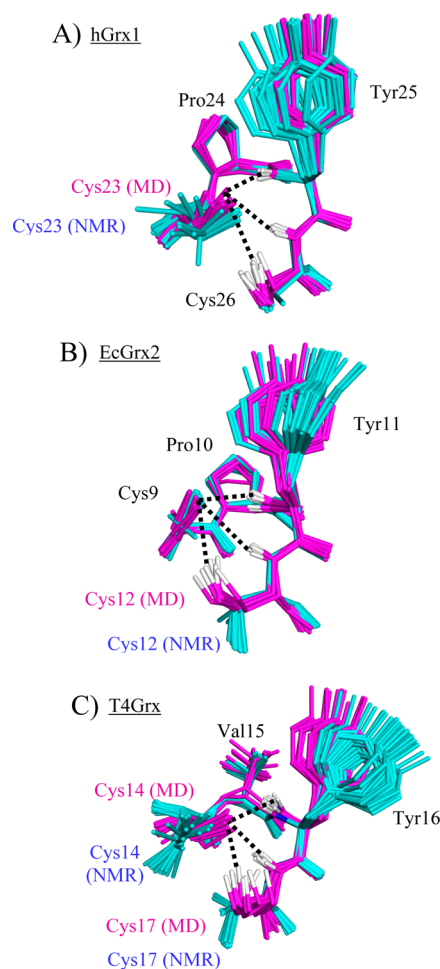 A) hGrx1
Pro24
Tyr25
Cys23 (MD)
Cys23 (NMR)
Cys26
B) EcGrx2
Pro10
Tyr11
Cys9
Cys12 (MD)
Cys12 (NMR)
C) T4Grx
Val15
Cys14 (MD)
Tyr16
Cys14
(NMR)
Cys17 (MD)
Cys17 (NMR)